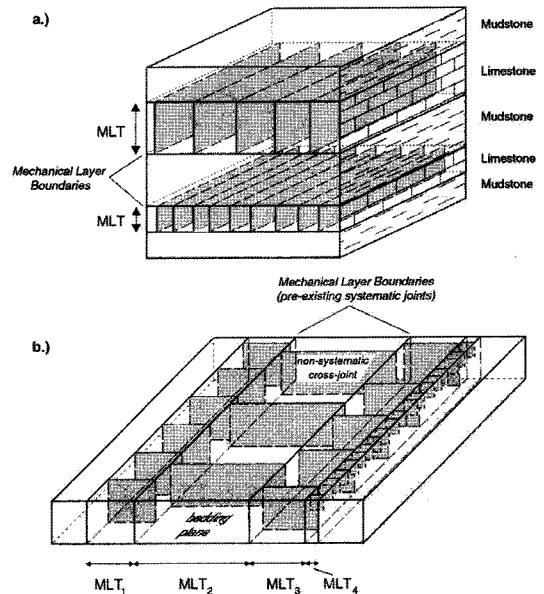 a.)
Mudstone
Limestone
Mudstone
Limestone
Mudstone
MLT
Mechanical Layer
Boundaries
MLT
Mechanical Layer Boundaries
(pre-existing systematic joints)
b.)
non-systematic
cross-joint
bedding
plane
MLT1
MLT2
MLT3
MLT4